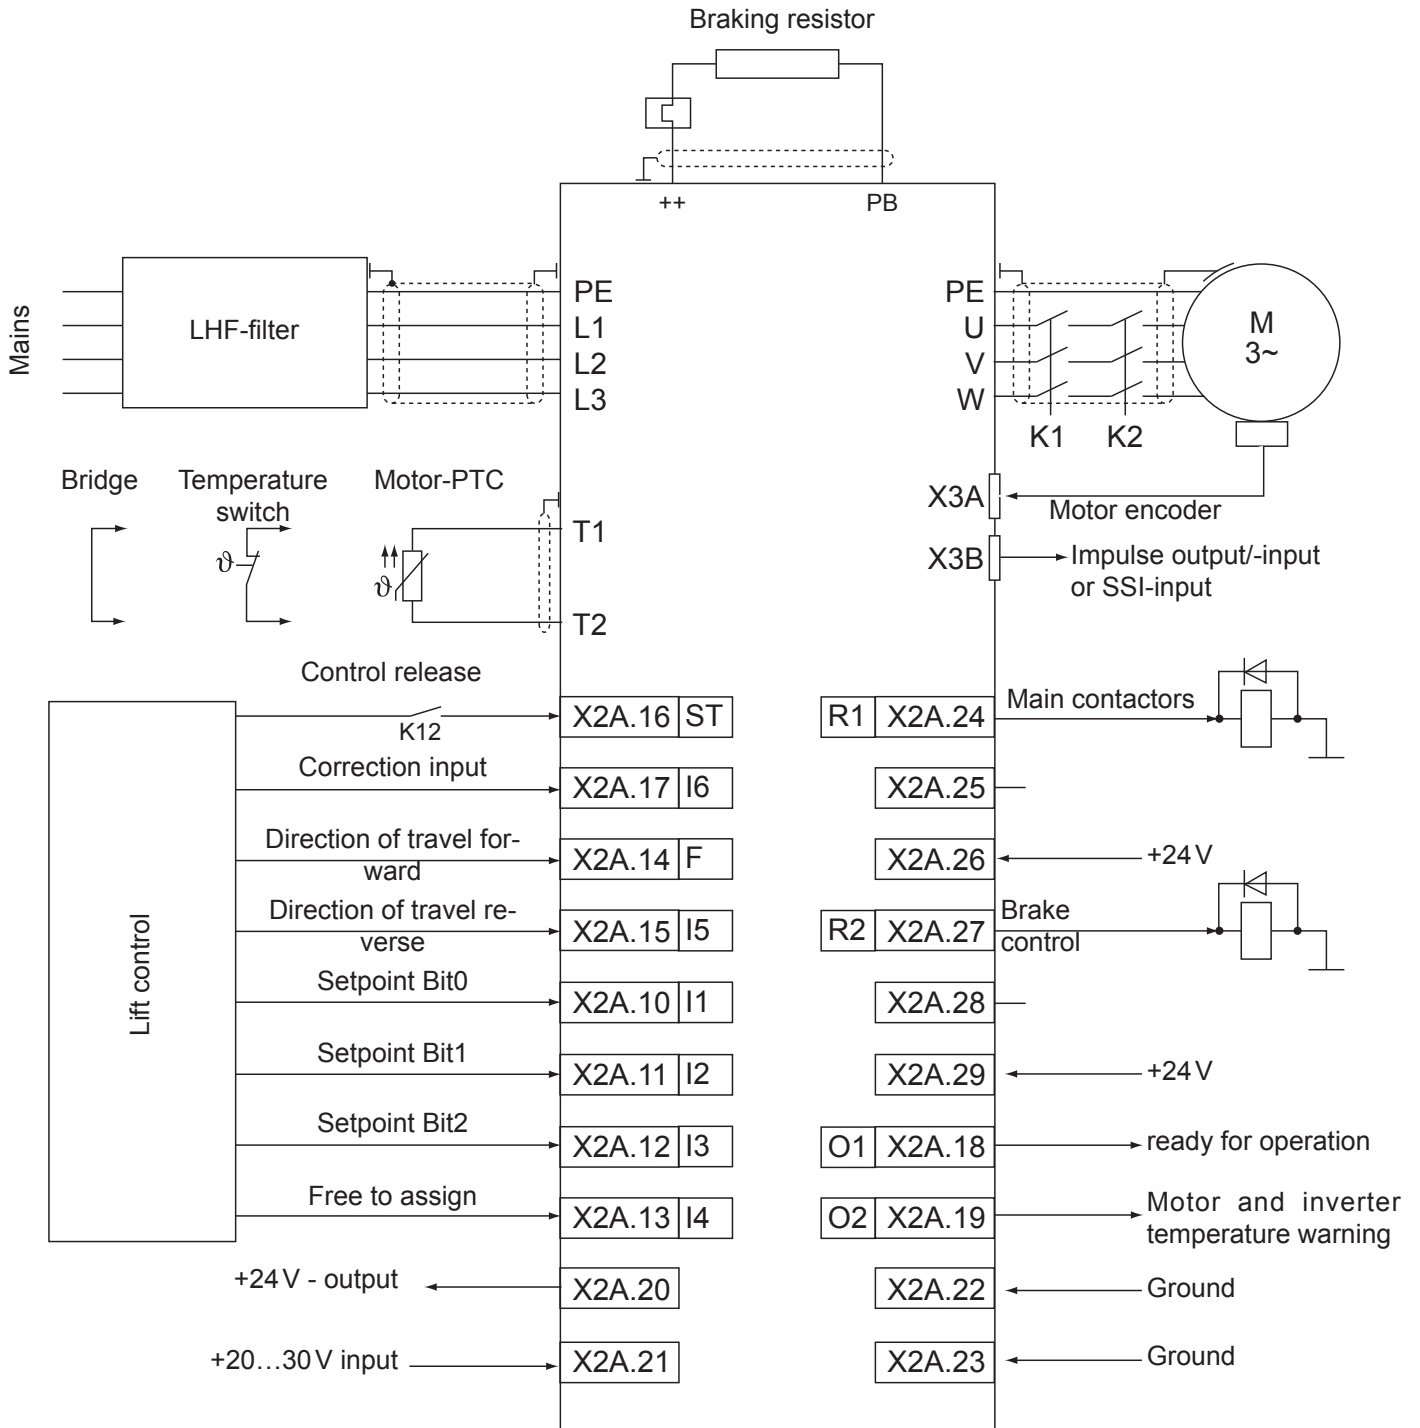 Braking resistor
++
PB
Mains
LHF-filter
PE
L1
L2
L3
PE
U
V
W
K1
K2
M
3~
Bridge
Temperature
switch
Motor-PTC
ϑ
ϑ
T1
T2
X3A
Motor encoder
X3B
Impulse output/-input
or SSI-input
Lift control
Control release
K12
X2A.16 ST
Correction input
X2A.17 I6
Direction of travel for-
ward
X2A.14 F
Direction of travel re-
verse
X2A.15 I5
Setpoint Bit0
X2A.10 I1
Setpoint Bit1
X2A.11 I2
Setpoint Bit2
X2A.12 I3
Free to assign
X2A.13 I4
+24V - output
X2A.20
+20…30V input
X2A.21
R1 X2A.24
Main contactors
X2A.25
X2A.26
+24V
R2 X2A.27
Brake
control
X2A.28
X2A.29
+24V
O1 X2A.18
ready for operation
O2 X2A.19
Motor and inverter
temperature warning
X2A.22
Ground
X2A.23
Ground